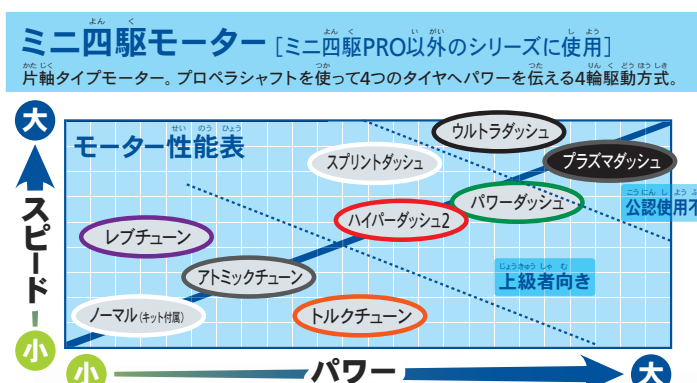 ミニ四駆モーター [ミニ四駆PRO以外のシリーズに使用]
片軸タイプモーター。プロペラシャフトを使って4つのタイヤへパワーを伝える4輪駆動方式。
大
モーター性能表
ウルトラダッシュ
スプリントダッシュ
プラズマダッシュ
パワーダッシュ
公認使用不
ハイパーダッシュ2
レブチューン
スピード
アトミックチューン
上級者向き
ノーマル(キット付属)
トルクチューン
小
小
パワー
大